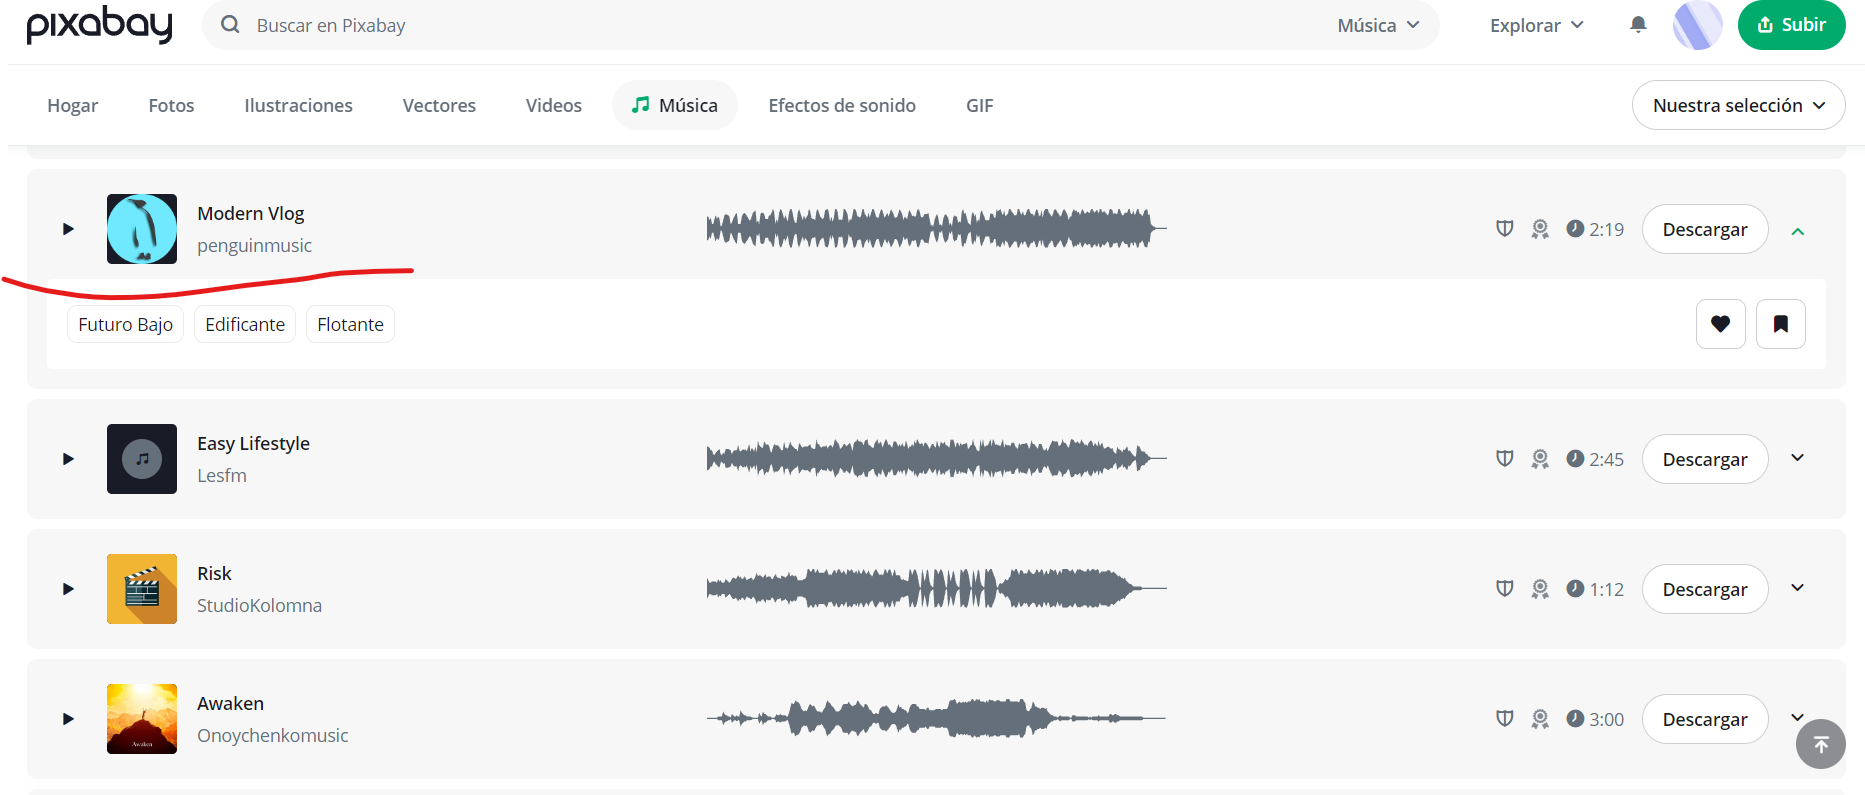 pixabay
Buscar en Pixabay
Música
Explorar
Subir
Hogar
Fotos
Ilustraciones
Vectores
Videos
Música
Efectos de sonido
GIF
Nuestra selección
Modern Vlog
penguinmusic
2:19
Descargar
Futuro Bajo
Edificante
Flotante
Easy Lifestyle
Lesfm
2:45
Descargar
Risk
StudioKolomna
1:12
Descargar
Awaken
Onoychenkomusic
Awaken
3:00
Descargar